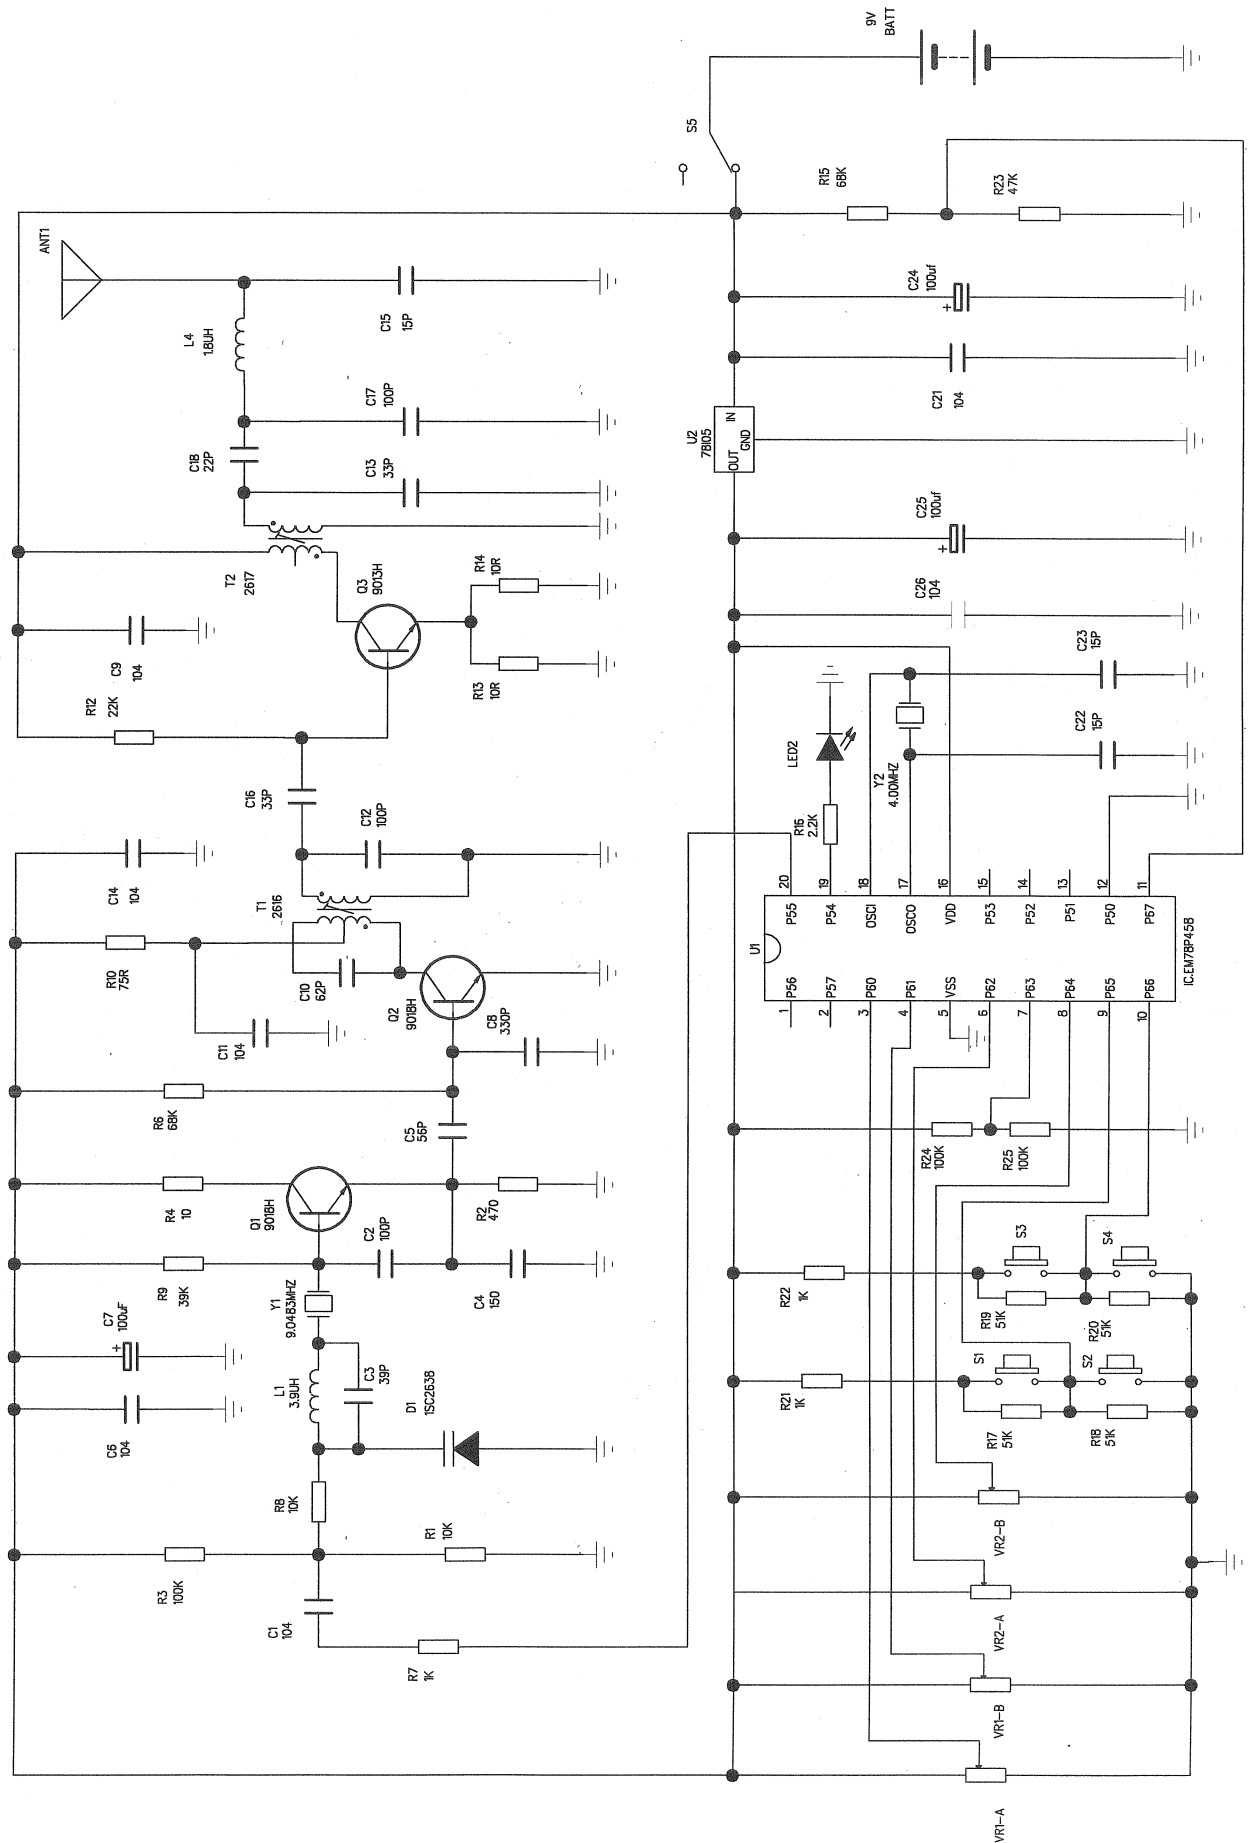 ANT1
9V
BATT
S5
L4
1.8UH
C15
15P
R15
68K
R23
47K
C24
100uf
+
C21
104
C17
100P
C18
22P
C13
33P
T2
2617
Q3
9013H
R14
10R
R13
10R
C9
104
R12
22K
U2
78l05
IN
OUT
GND
C25
100uf
+
C26
104
C23
15P
C22
15P
LED2
Y2
4.00MHZ
R16
2.2K
C16
33P
C12
100P
C14
104
T1
2616
R10
75R
C10
62P
Q2
9018H
C8
330P
C11
104
R6
68K
C5
56P
R4
10
Q1
9018H
R2
470
C2
100P
C4
150
R9
39K
C7
100uF
+
Y1
9.0483MHZ
C6
104
L1
3.9UH
C3
39P
D1
1SC2638
R8
10K
R3
100K
R1
10K
C1
104
R7
1K
U1
IC:EM78P458
1 P56
2 P57
3 P60
4 P61
5 VSS
6 P62
7 P63
8 P64
9 P65
10 P66
P55 20
P54 19
OSCI 18
OSCO 17
VDD 16
P53 15
P52 14
P51 13
P50 12
P67 11
R24
100K
R25
100K
R22
1K
S3
S4
R19
51K
R20
51K
R21
1K
S1
S2
R17
51K
R18
51K
VR2-B
VR2-A
VR1-B
VR1-A